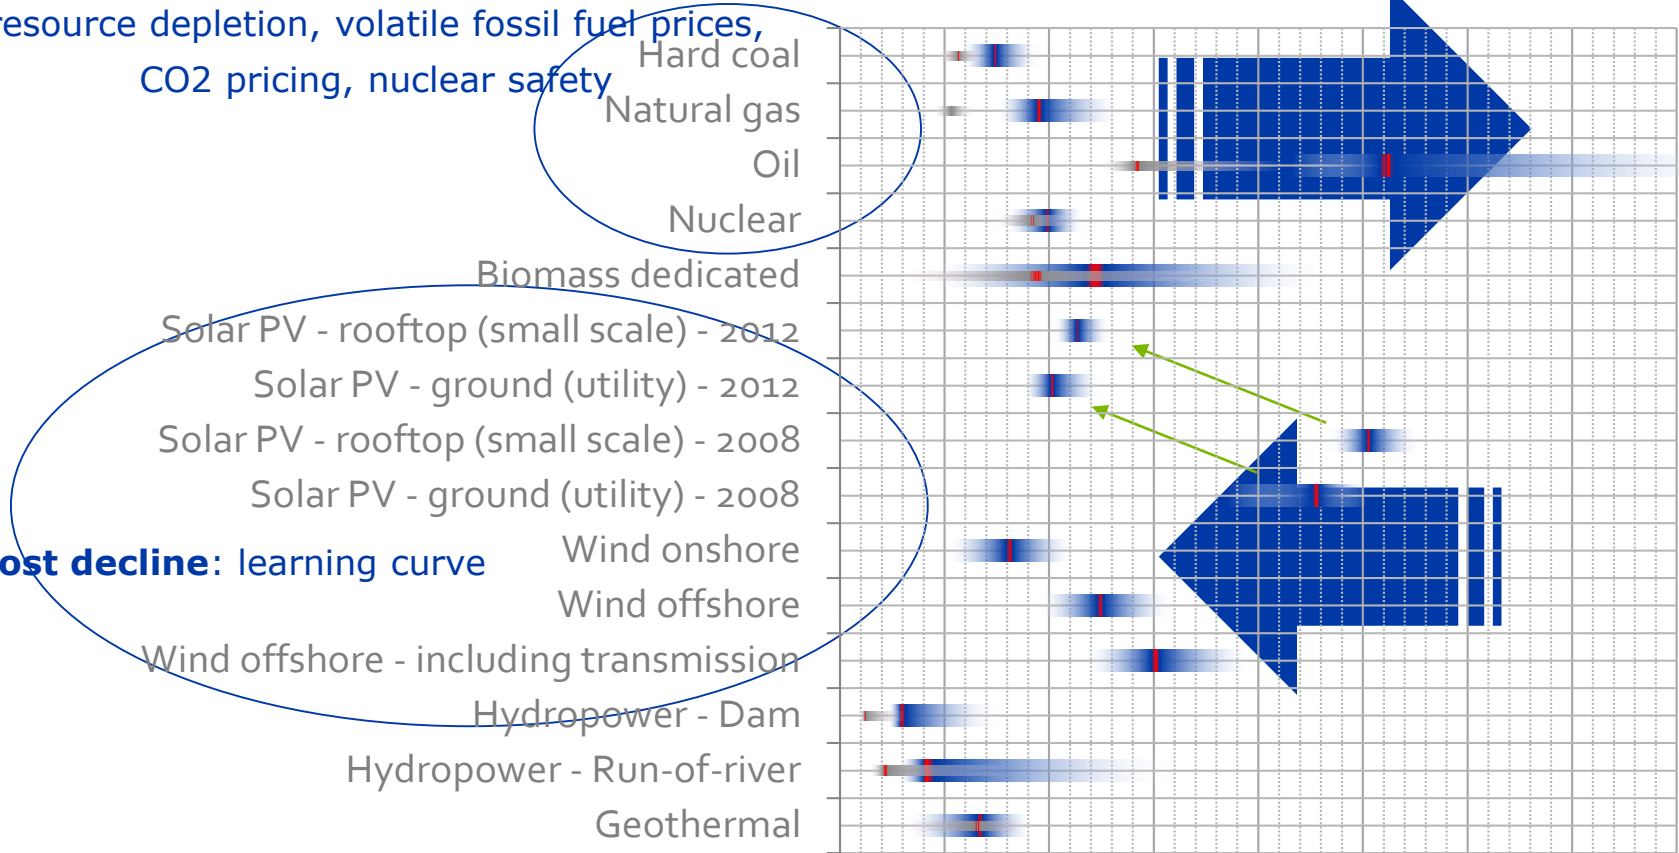 resource depletion, volatile fossil fuel prices,
CO2 pricing, nuclear safety
Hard coal
Natural gas
Oil
Nuclear
Biomass dedicated
Solar PV - rooftop (small scale) - 2012
Solar PV - ground (utility) - 2012
Solar PV - rooftop (small scale) - 2008
Solar PV - ground (utility) - 2008
Wind onshore
ost decline: learning curve
Wind offshore
Wind offshore - including transmission
Hydropower - Dam
Hydropower - Run-of-river
Geothermal